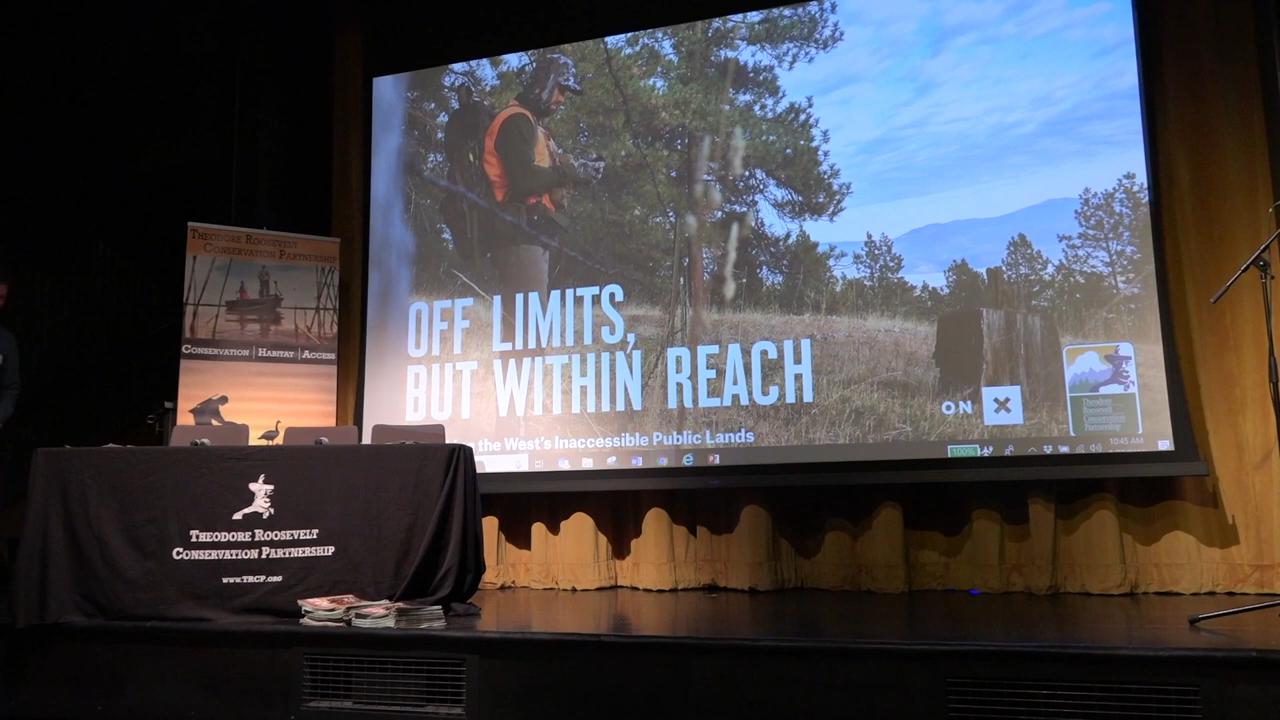 THEODORE ROOSEVELT
CONSERVATION PARTNERSHIP
CONSERVATION | HABITAT | ACCESS
OFF LIMITS,
BUT WITHIN REACH
the West's Inaccessible Public Lands
ON X
Theodore
Roosevelt
Conservation
Partnership
100%
10:45 AM
THEODORE ROOSEVELT
CONSERVATION PARTNERSHIP
www.TRCP.org